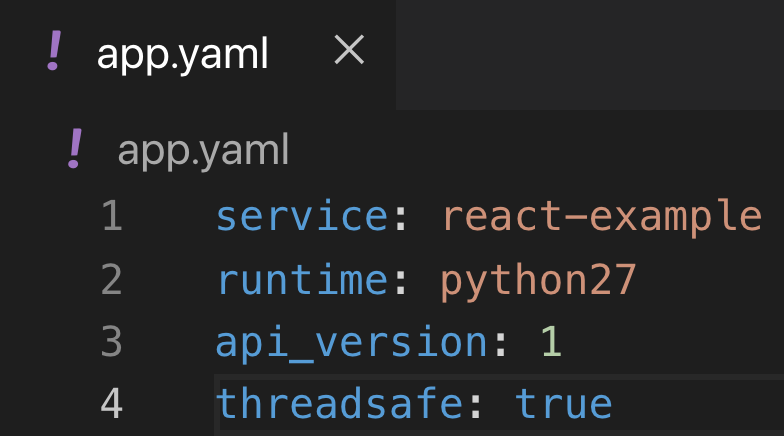 ! app.yaml ×
! app.yaml
1 service: react-example
2 runtime: python27
3 api_version: 1
4 threadsafe: true